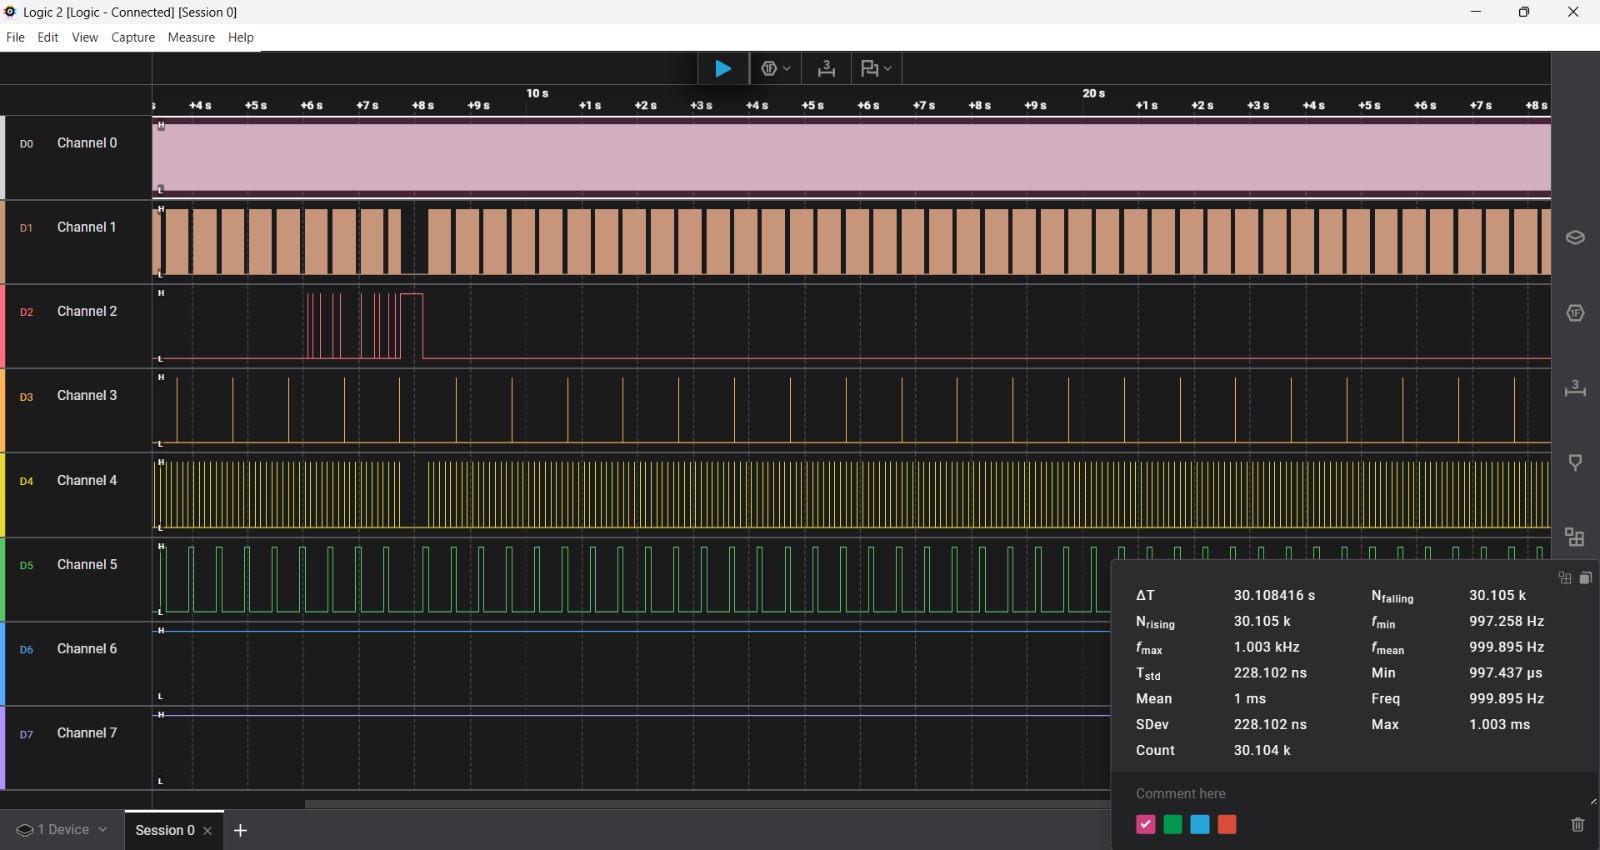 Logic 2 [Logic - Connected] [Session 0]
File Edit View Capture Measure Help
10 s 20 s
s +4 s +5 s +6 s +7 s +8 s +9 s +1 s +2 s +3 s +4 s +5 s +6 s +7 s +8 s +9 s +1 s +2 s +3 s +4 s +5 s +6 s +7 s +8 s
H
D0 Channel 0
L
H
D1 Channel 1
L
H
D2 Channel 2
L
H
D3 Channel 3
L
H
D4 Channel 4
L
H
D5 Channel 5
L
H
D6 Channel 6
L
H
D7 Channel 7
L
ΔT 30.108416 s Nfalling 30.105 k
Nrising 30.105 k fmin 997.258 Hz
fmax 1.003 kHz fmean 999.895 Hz
Tstd 228.102 ns Min 997.437 µs
Mean 1 ms Freq 999.895 Hz
SDev 228.102 ns Max 1.003 ms
Count 30.104 k
Comment here
1 Device Session 0